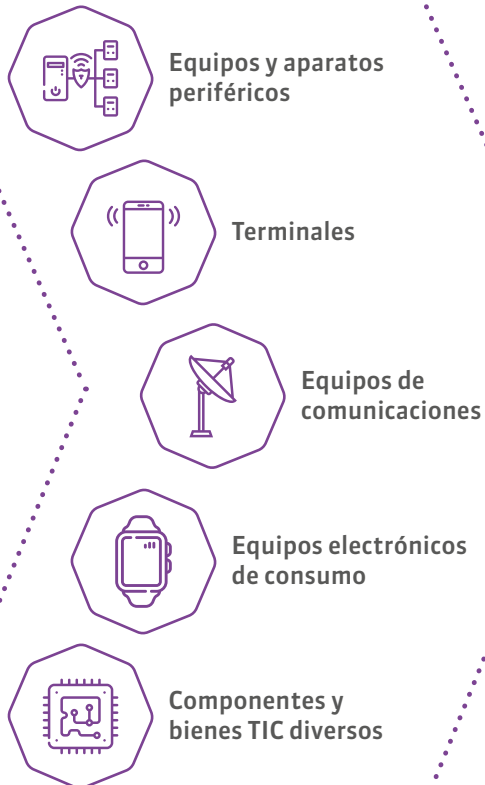 Equipos y aparatos
periféricos
Terminales
Equipos de
comunicaciones
Equipos electrónicos
de consumo
Componentes y
bienes TIC diversos